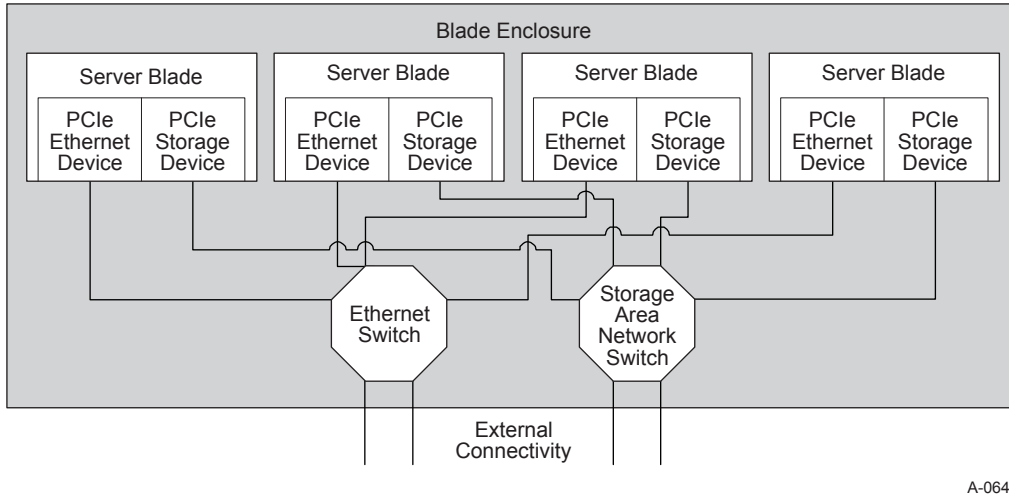 Blade Enclosure
Server Blade
Server Blade
Server Blade
Server Blade
PCIe
Ethernet
Device
PCIe
Storage
Device
PCIe
Ethernet
Device
PCIe
Storage
Device
PCIe
Ethernet
Device
PCIe
Storage
Device
PCIe
Ethernet
Device
PCIe
Storage
Device
Ethernet
Switch
Storage
Area
Network
Switch
External
Connectivity
A-064